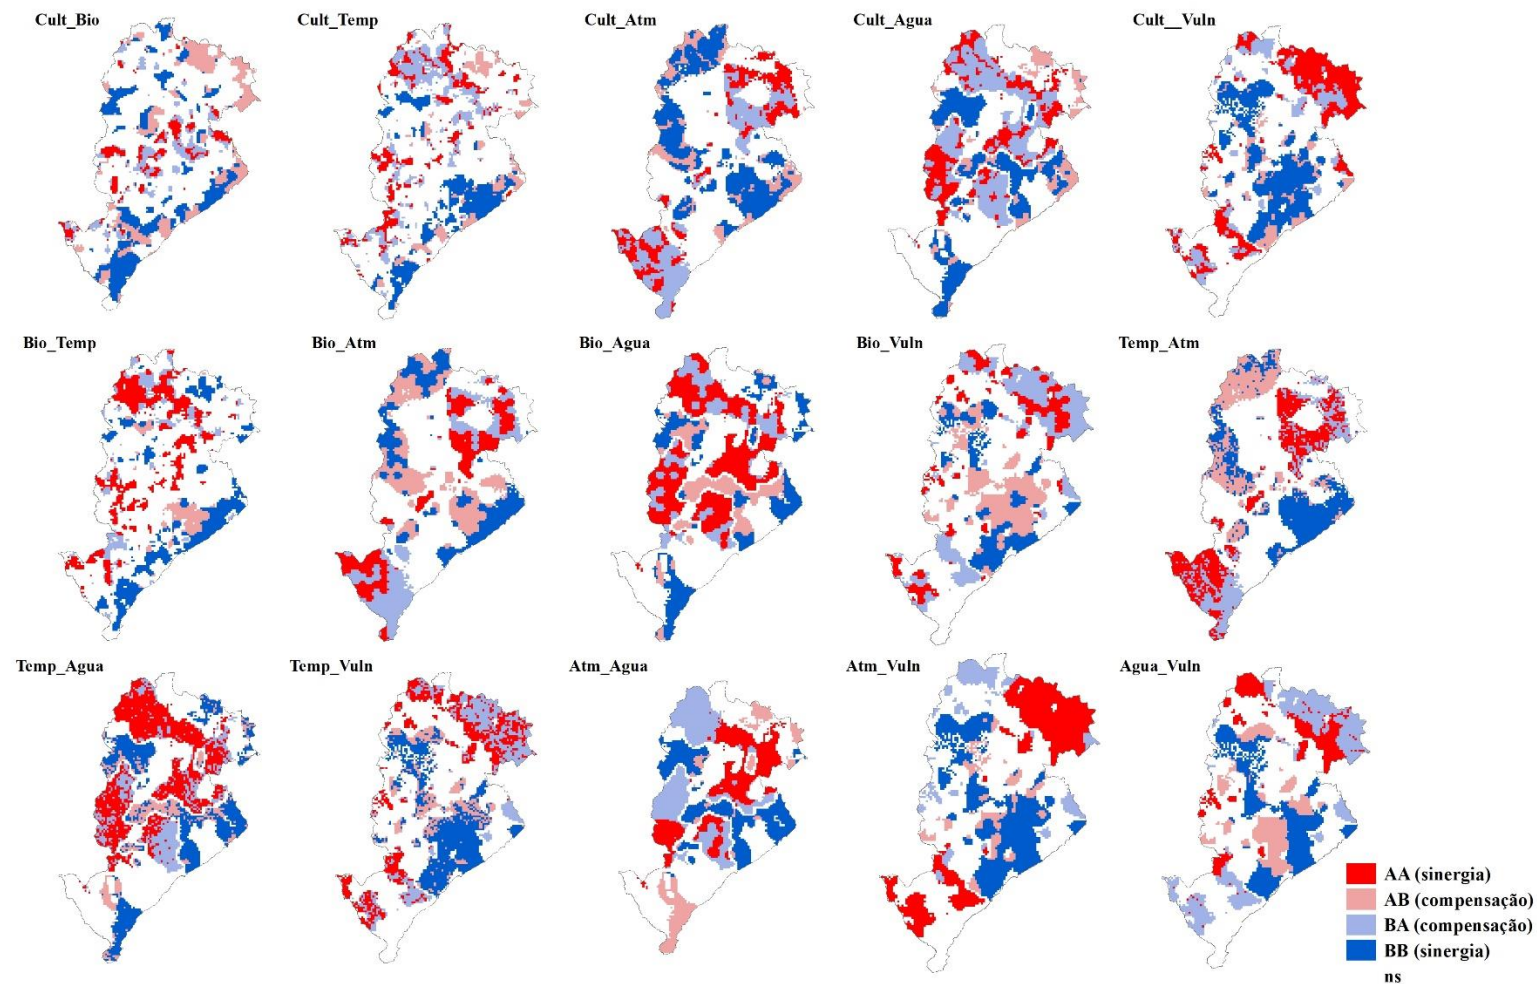 Cult_Bio
Cult_Temp
Cult_Atm
Cult_Agua
Cult__Vuln
Bio_Temp
Bio_Atm
Bio_Agua
Bio_Vuln
Temp_Atm
Temp_Agua
Temp_Vuln
Atm_Agua
Atm_Vuln
Agua_Vuln
AA (sinergia)
AB (compensação)
BA (compensação)
BB (sinergia)
ns